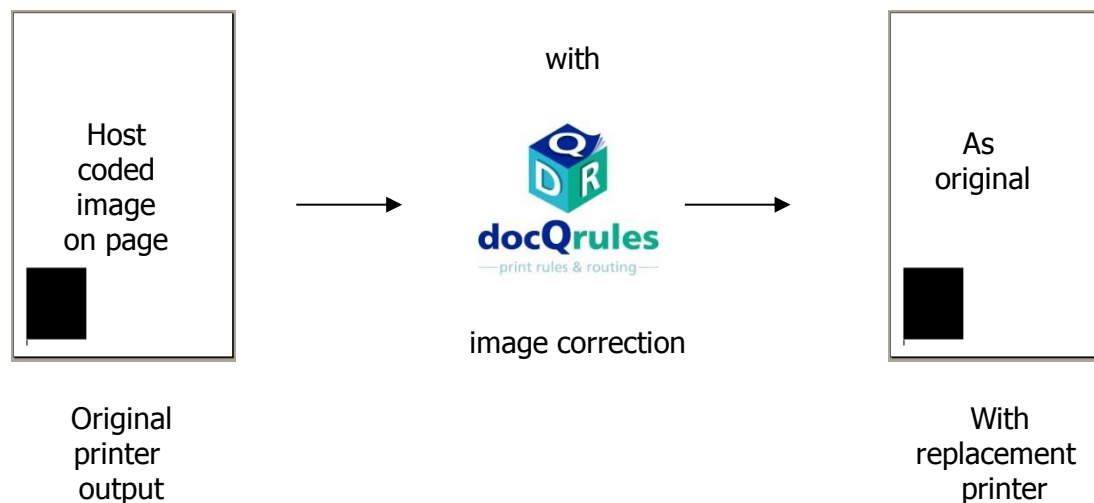 Host
coded
image
on page
Original
printer
output
with
Q
D R
docQrules
print rules & routing
image correction
As
original
With
replacement
printer